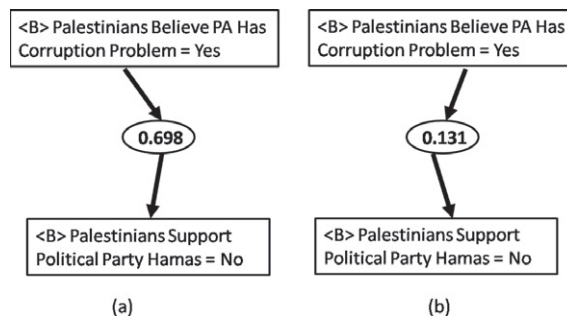 <B> Palestinians Believe PA Has
Corruption Problem = Yes
0.698
<B> Palestinians Support
Political Party Hamas = No
(a)
<B> Palestinians Believe PA Has
Corruption Problem = Yes
0.131
<B> Palestinians Support
Political Party Hamas = No
(b)